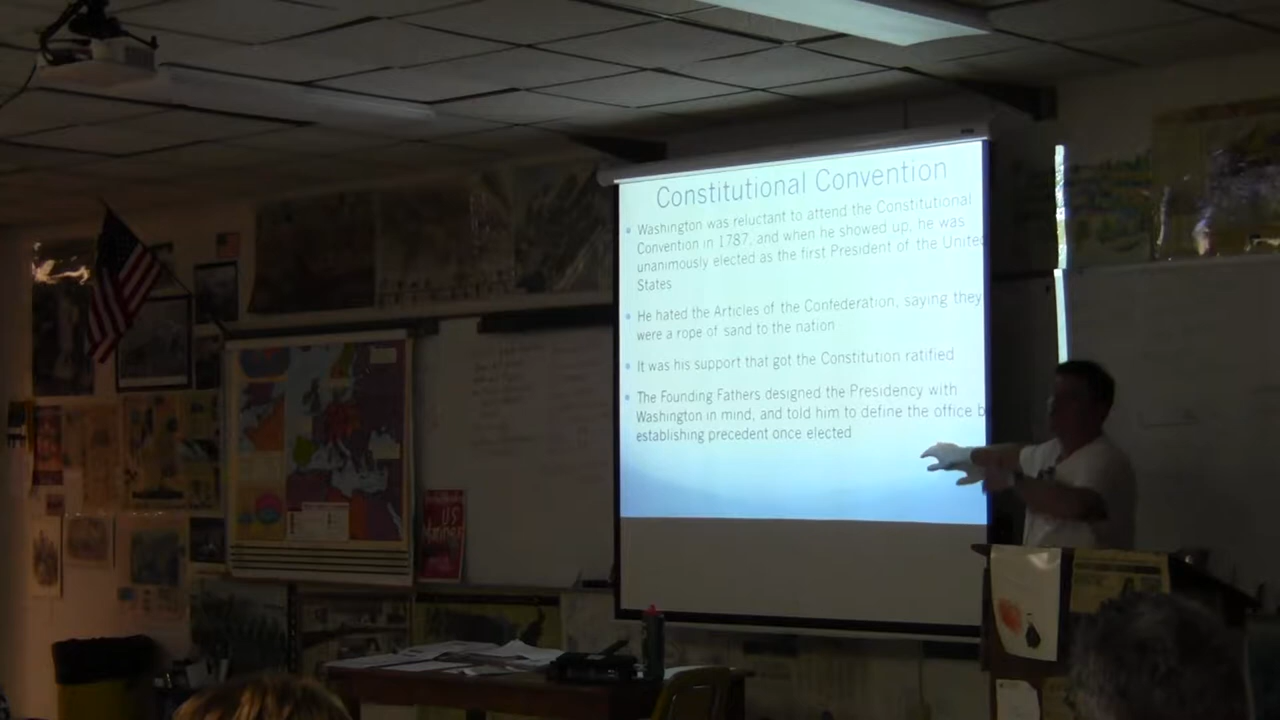 Constitutional Convention
• Washington was reluctant to attend the Constitutional
Convention in 1787, and when he showed up, he was
unanimously elected as the first President of the United
States
• He hated the Articles of the Confederation, saying they
were a rope of sand to the nation
• It was his support that got the Constitution ratified
• The Founding Fathers designed the Presidency with
Washington in mind, and told him to define the office b
establishing precedent once elected
US
Marines